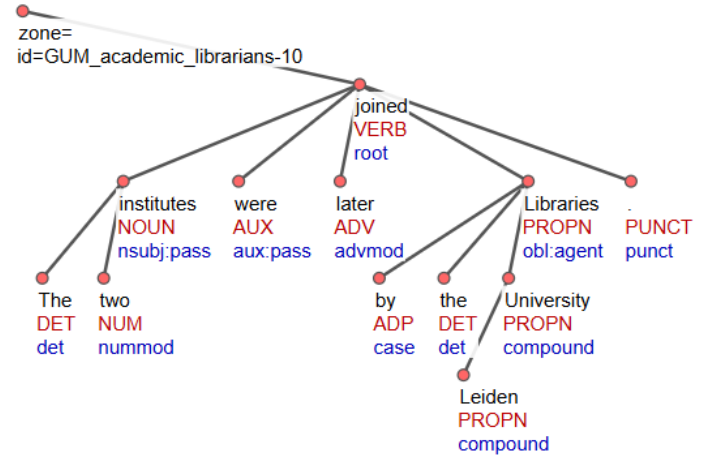 zone=
id=GUM_academic_librarians-10
joined
VERB
root
institutes
NOUN
nsubj:pass
were
AUX
aux:pass
later
ADV
advmod
Libraries
PROPN
obl:agent
.
PUNCT
punct
The
DET
det
two
NUM
nummod
by
ADP
case
the
DET
det
University
PROPN
compound
Leiden
PROPN
compound